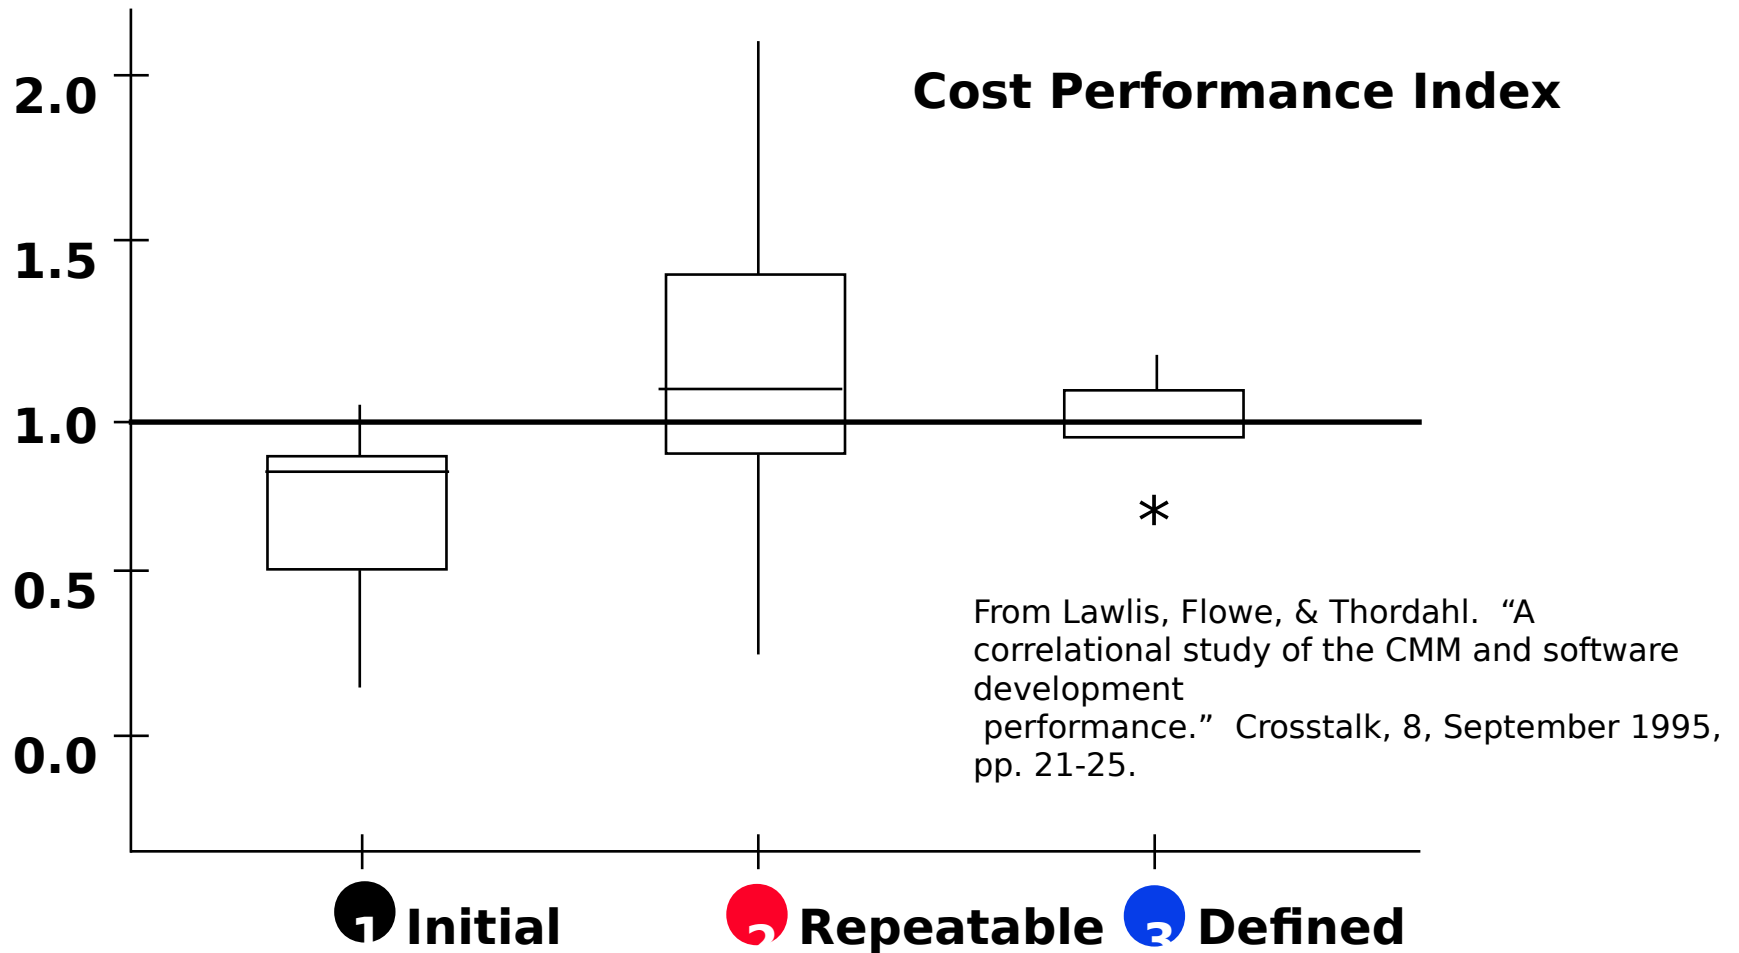 Cost Performance Index
2.0
1.5
1.0
0.5
0.0
*
From Lawlis, Flowe, & Thordahl.  “A
correlational study of the CMM and software
development
performance.”  Crosstalk, 8, September 1995,
pp. 21-25.
1 Initial
2 Repeatable
3 Defined